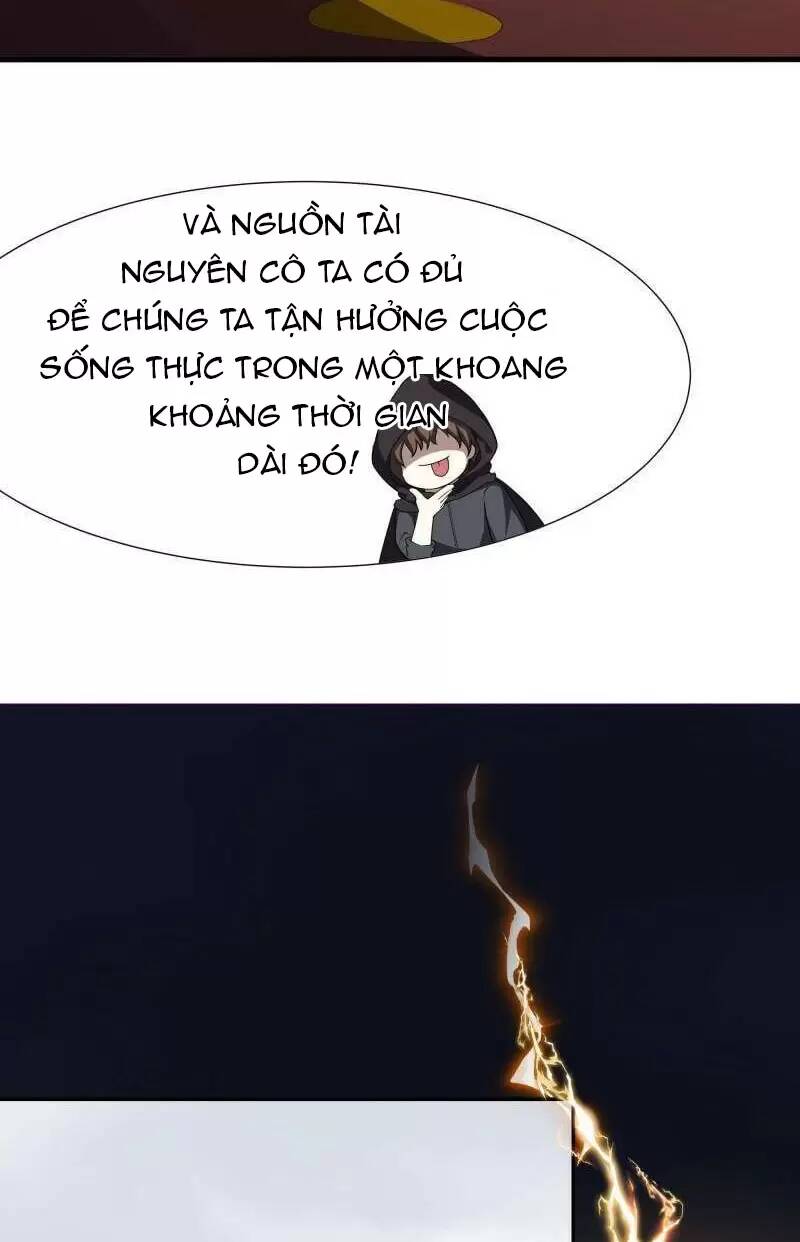 VÀ NGUỒN TÀI
NGUYÊN CÔ TA CÓ ĐỦ
ĐỂ CHÚNG TA TẬN HƯỞNG CUỘC
SỐNG THỰC TRONG MỘT KHOANG
KHOẢNG THỜI GIAN
DÀI ĐÓ!